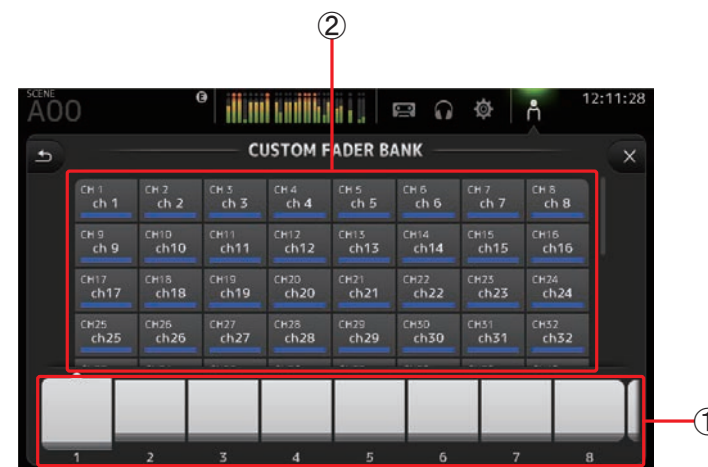 ②
SCENE
A00
E
12:11:28
CUSTOM FADER BANK
CH 1 CH 2 CH 3 CH 4 CH 5 CH 6 CH 7 CH 8
ch 1 ch 2 ch 3 ch 4 ch 5 ch 6 ch 7 ch 8
CH 9 CH10 CH11 CH12 CH13 CH14 CH15 CH16
ch 9 ch10 ch11 ch12 ch13 ch14 ch15 ch16
CH17 CH18 CH19 CH20 CH21 CH22 CH23 CH24
ch17 ch18 ch19 ch20 ch21 ch22 ch23 ch24
CH25 CH26 CH27 CH28 CH29 CH30 CH31 CH32
ch25 ch26 ch27 ch28 ch29 ch30 ch31 ch32
①
1 2 3 4 5 6 7 8